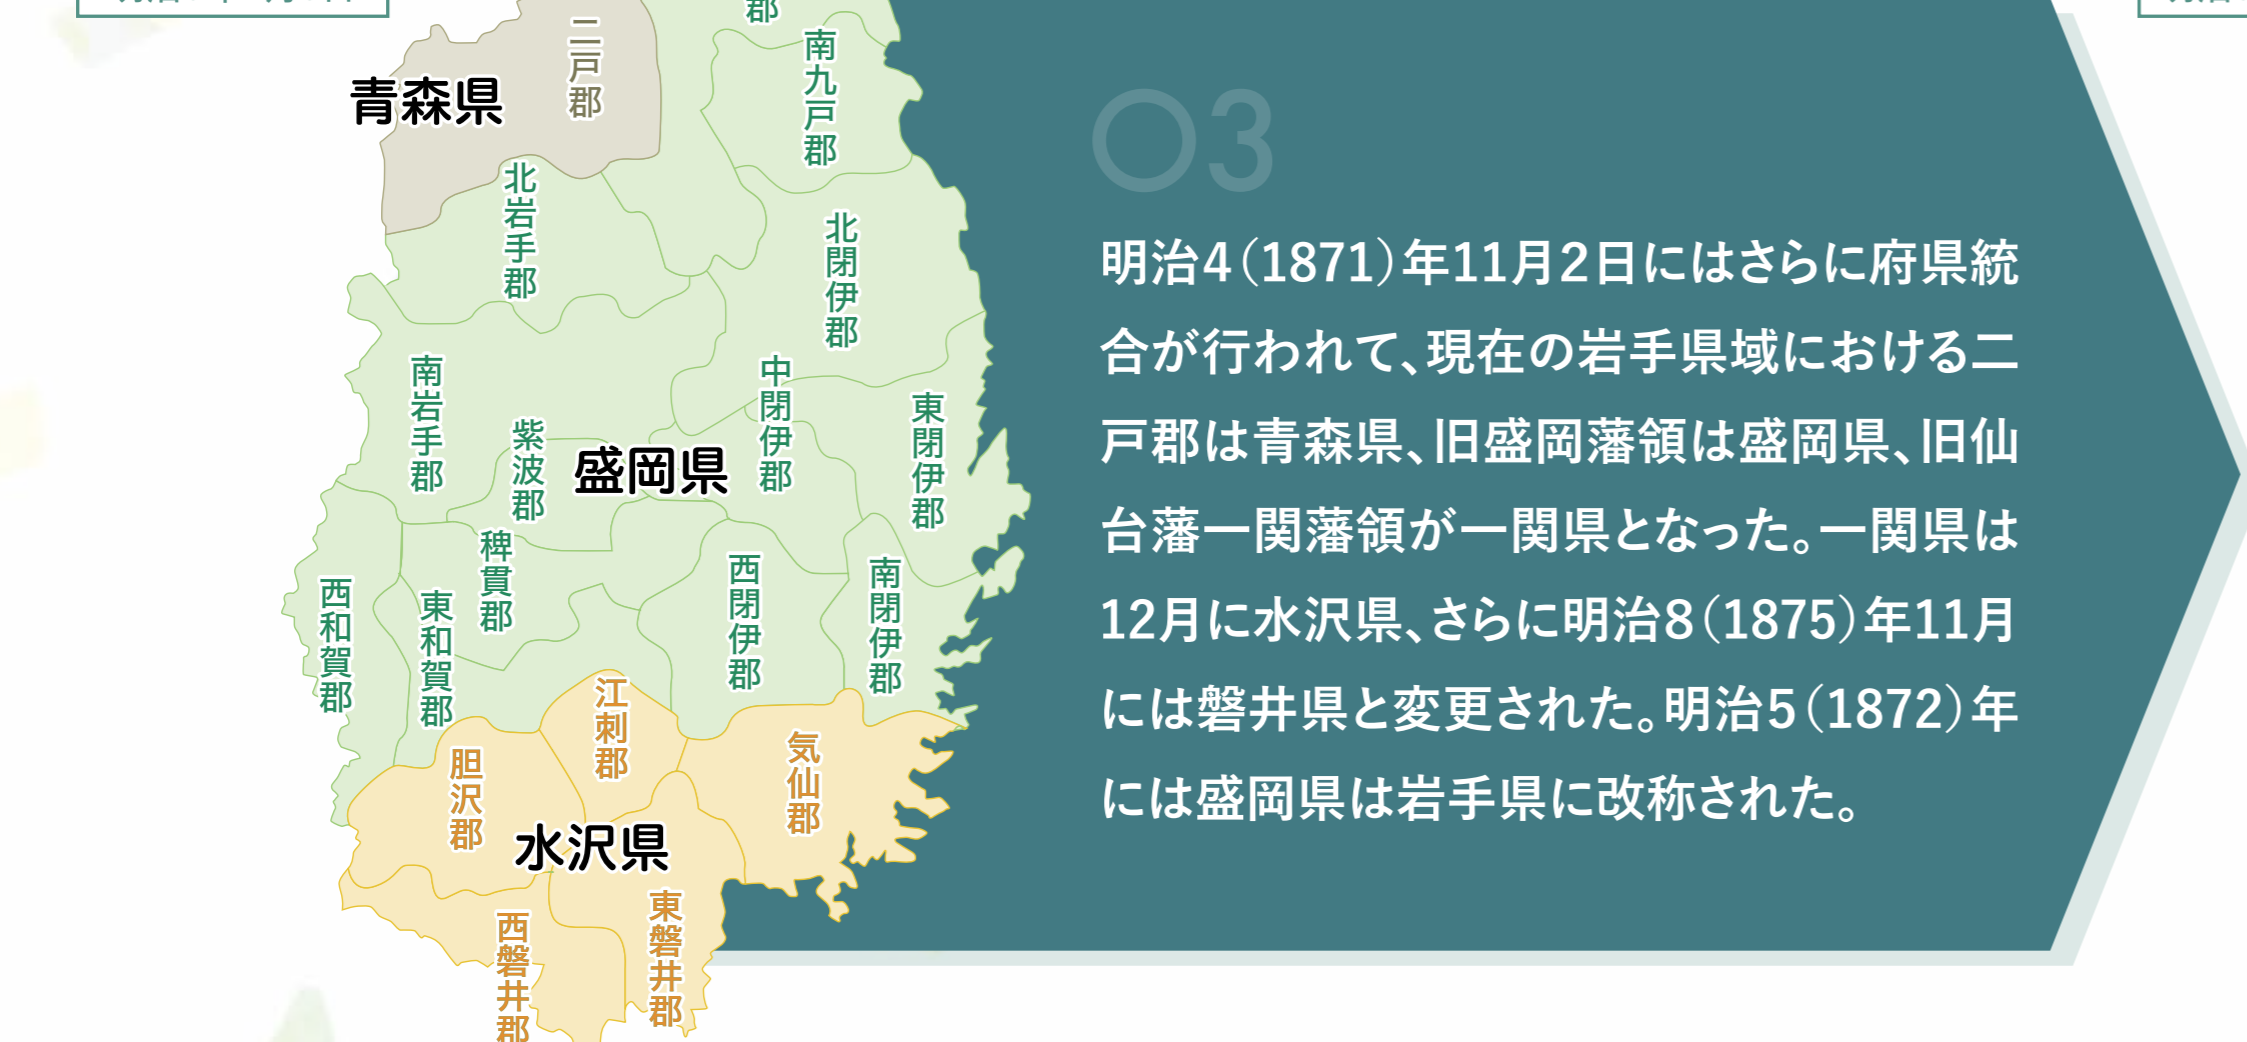 郡
二戸郡
南九戸郡
青森県
北岩手郡
北閉伊郡
南岩手郡
中閉伊郡
東閉伊郡
紫波郡
盛岡県
稗貫郡
西閉伊郡
南閉伊郡
西和賀郡
東和賀郡
江刺郡
気仙郡
胆沢郡
水沢県
東磐井郡
西磐井郡
03
明治4（1871）年11月2日にはさらに府県統
合が行われて、現在の岩手県域における二
戸郡は青森県、旧盛岡藩領は盛岡県、旧仙
台藩一関藩領が一関県となった。一関県は
12月に水沢県、さらに明治8（1875）年11月
には磐井県と変更された。明治5（1872）年
には盛岡県は岩手県に改称された。